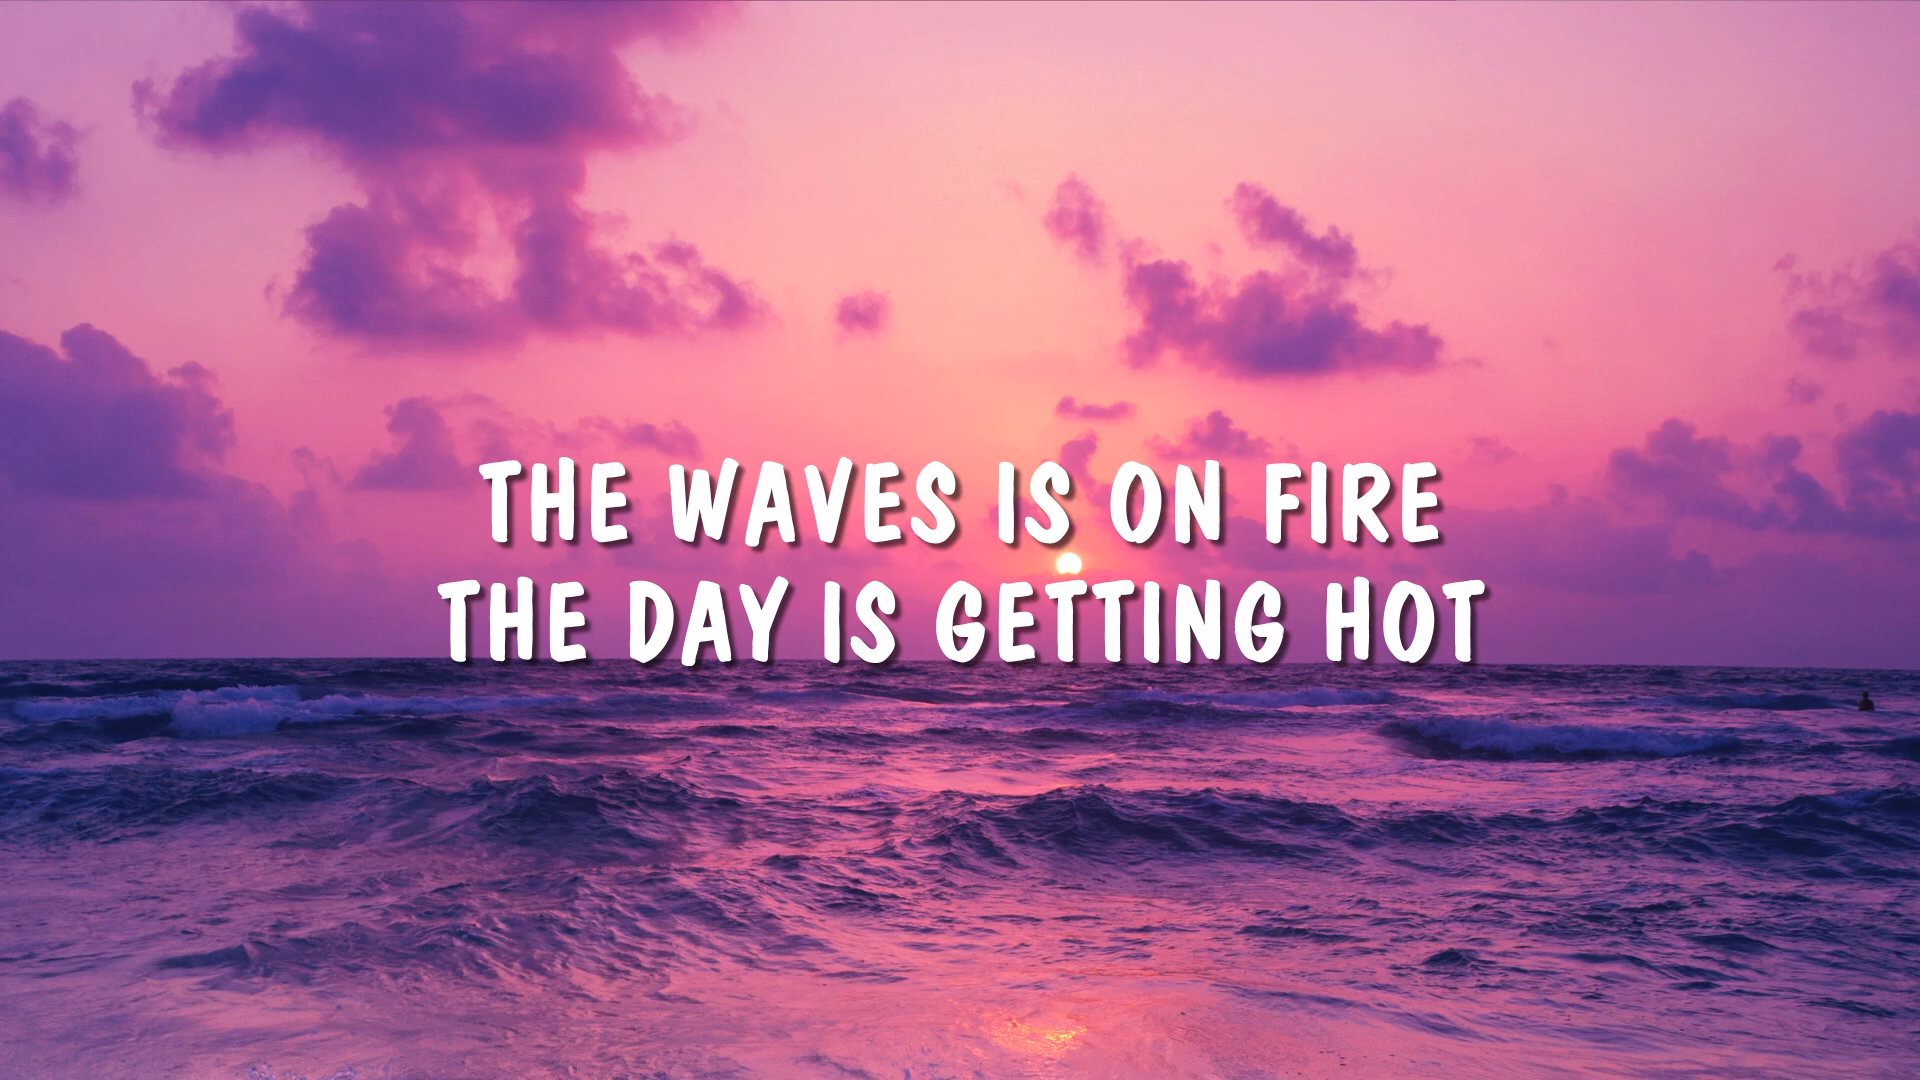 THE WAVES IS ON FIRE
THE DAY IS GETTING HOT